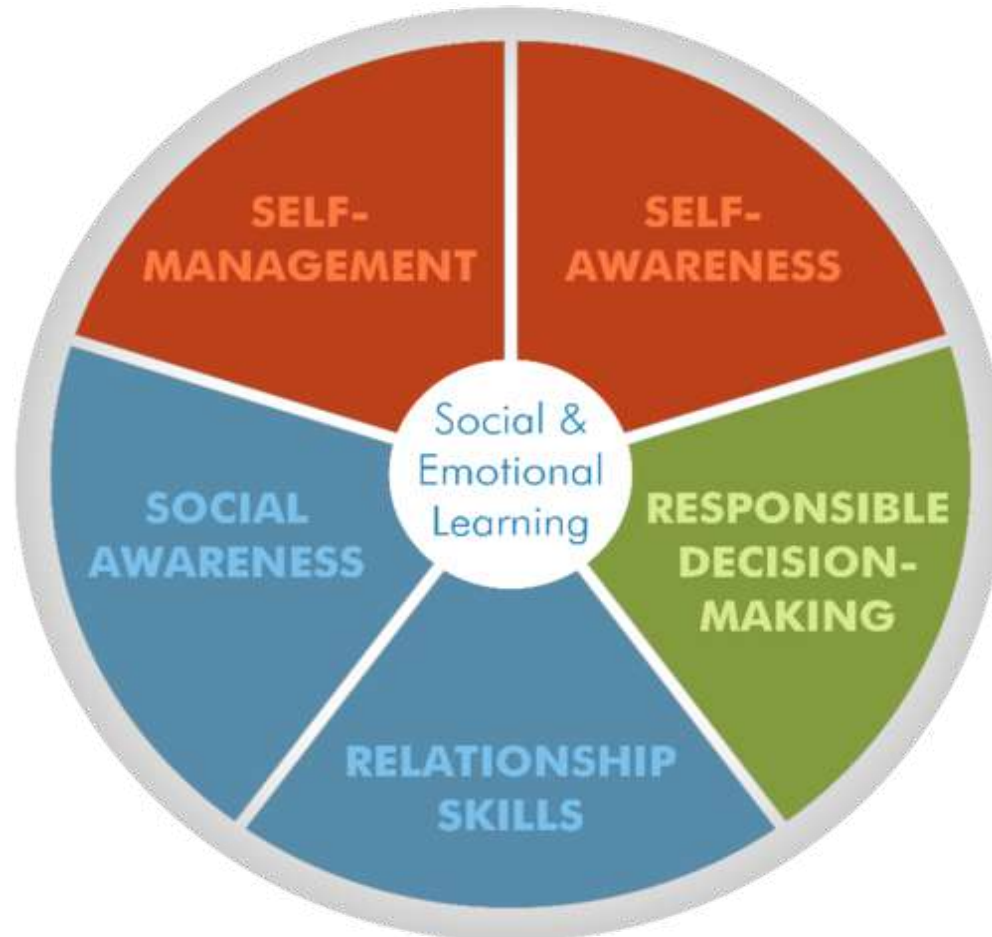 SELF-
MANAGEMENT
SELF-
AWARENESS
Social &
Emotional
Learning
SOCIAL
AWARENESS
RESPONSIBLE
DECISION-
MAKING
RELATIONSHIP
SKILLS